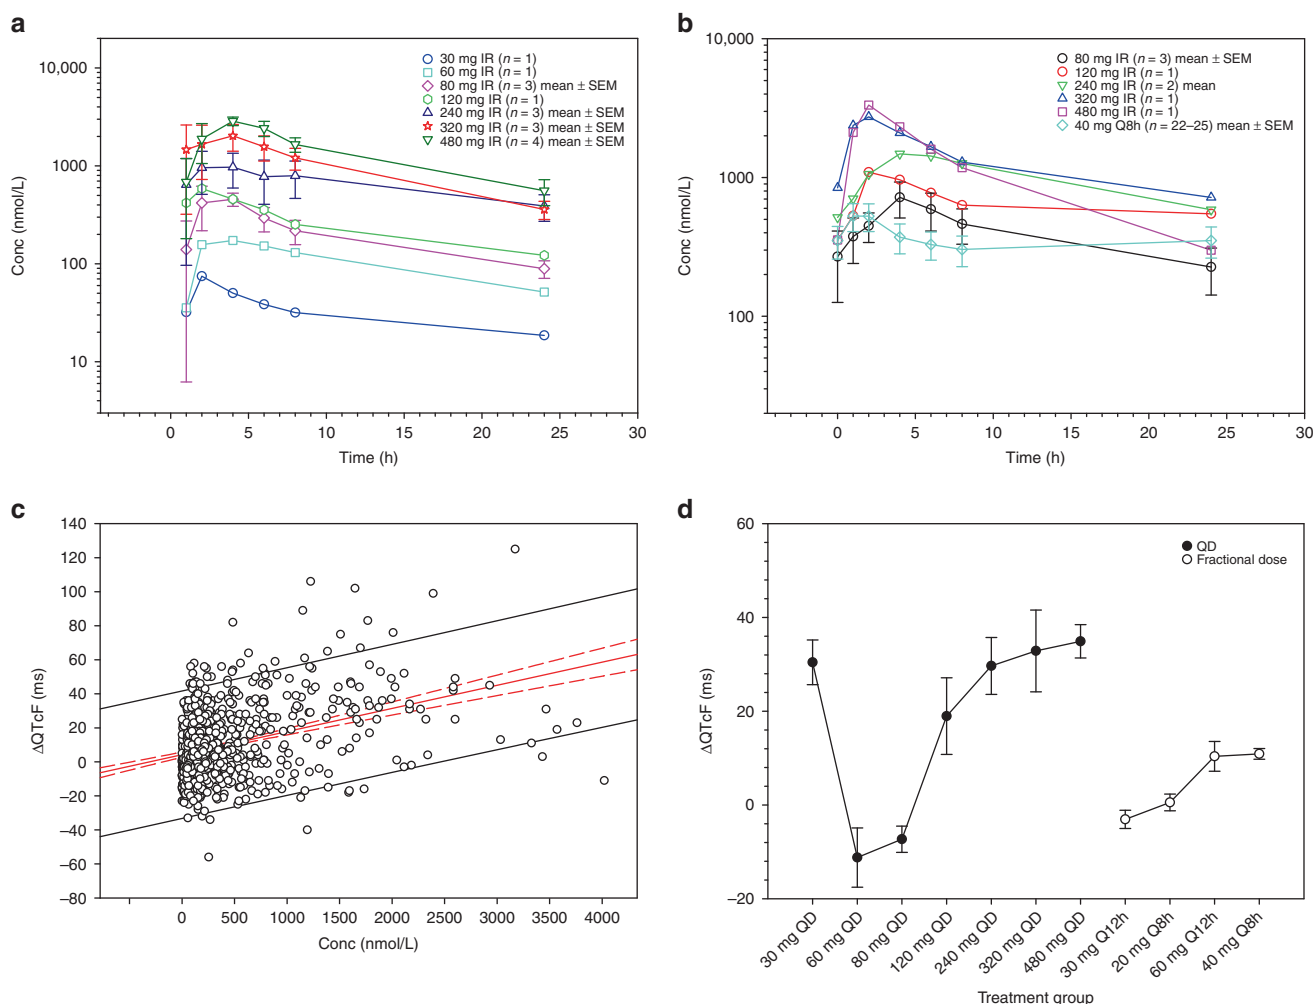 a
10,000
1000
100
10
Conc (nmol/L)
30 mg IR (n = 1)
60 mg IR (n = 1)
80 mg IR (n = 3) mean ± SEM
120 mg IR (n = 1)
240 mg IR (n = 3) mean ± SEM
320 mg IR (n = 3) mean ± SEM
480 mg IR (n = 4) mean ± SEM
0 5 10 15 20 25 30
Time (h)
b
10,000
1000
100
Conc (nmol/L)
80 mg IR (n = 3) mean ± SEM
120 mg IR (n = 1)
240 mg IR (n = 2) mean
320 mg IR (n = 1)
480 mg IR (n = 1)
40 mg Q8h (n = 22–25) mean ± SEM
0 5 10 15 20 25 30
Time (h)
c
140
120
100
80
60
40
20
0
–20
–40
–60
–80
ΔQTcF (ms)
0 500 1000 1500 2000 2500 3000 3500 4000
Conc (nmol/L)
d
60
40
20
0
–20
ΔQTcF (ms)
QD
Fractional dose
30 mg QD
60 mg QD
80 mg QD
120 mg QD
240 mg QD
320 mg QD
480 mg QD
30 mg Q12h
20 mg Q8h
60 mg Q12h
40 mg Q8h
Treatment group